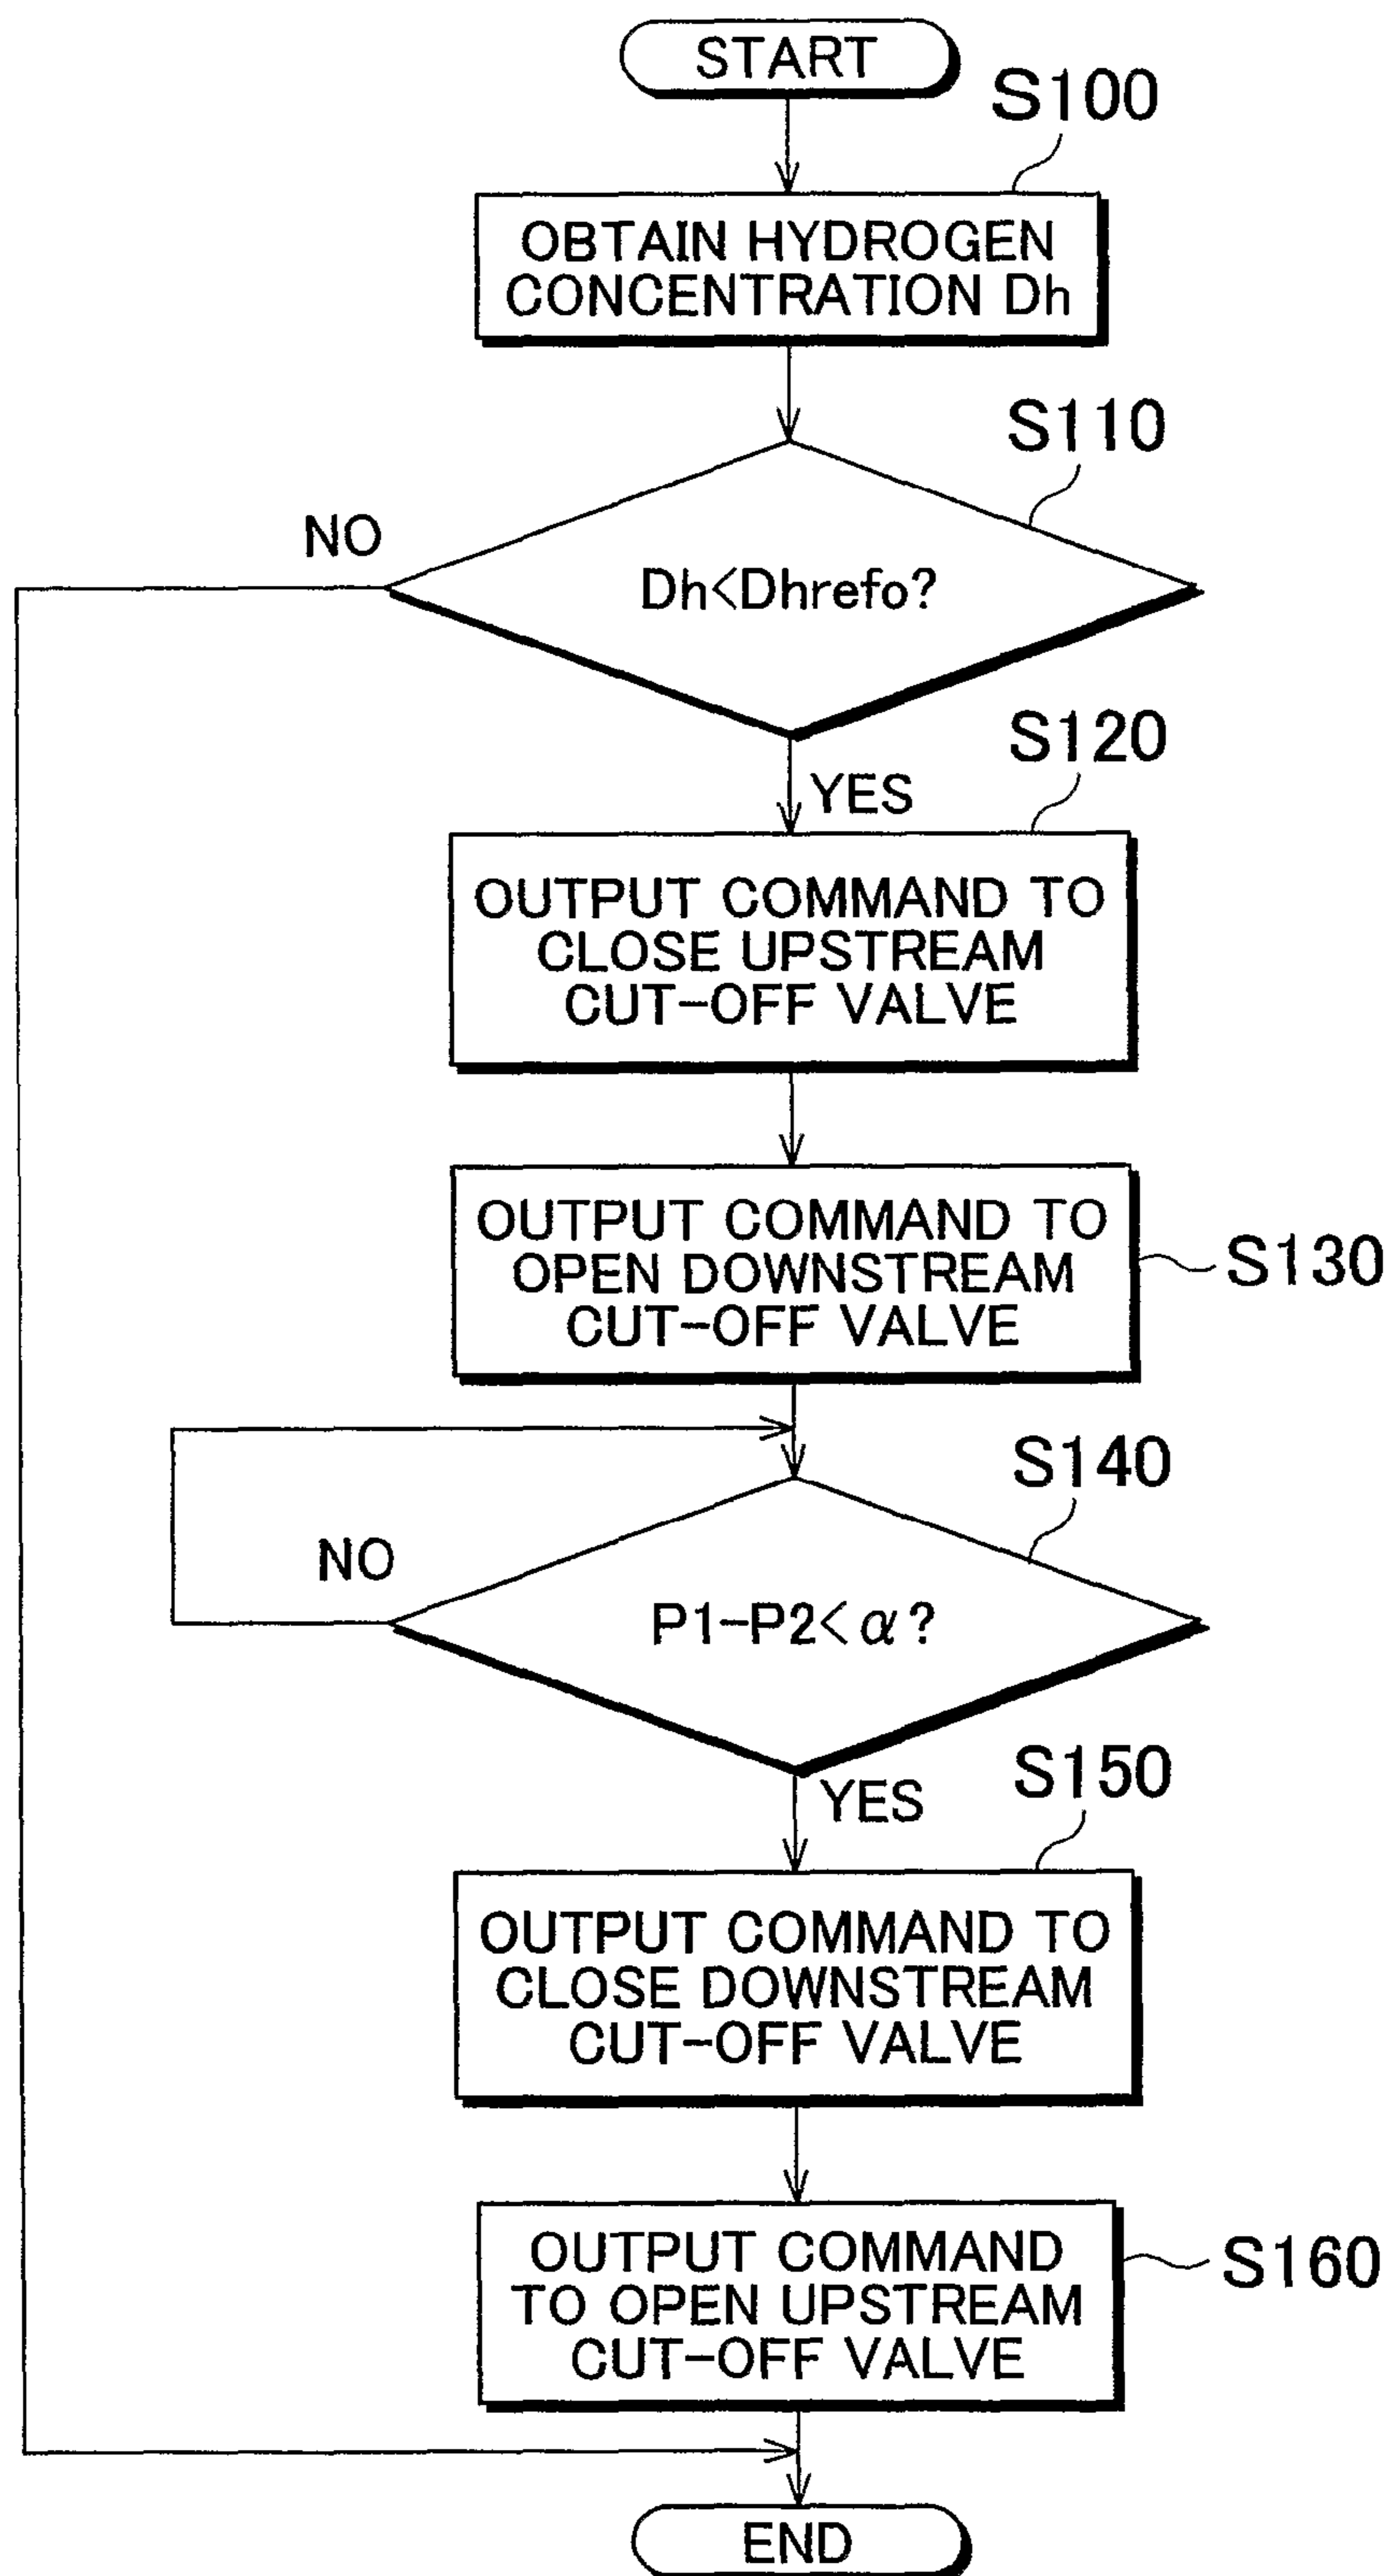 START
S100
OBTAIN HYDROGEN
CONCENTRATION Dh
S110
NO
Dh<Dhrefo?
YES
S120
OUTPUT COMMAND TO
CLOSE UPSTREAM
CUT-OFF VALVE
OUTPUT COMMAND TO
OPEN DOWNSTREAM
CUT-OFF VALVE
S130
S140
NO
P1-P2<α?
YES
S150
OUTPUT COMMAND TO
CLOSE DOWNSTREAM
CUT-OFF VALVE
OUTPUT COMMAND
TO OPEN UPSTREAM
CUT-OFF VALVE
S160
END